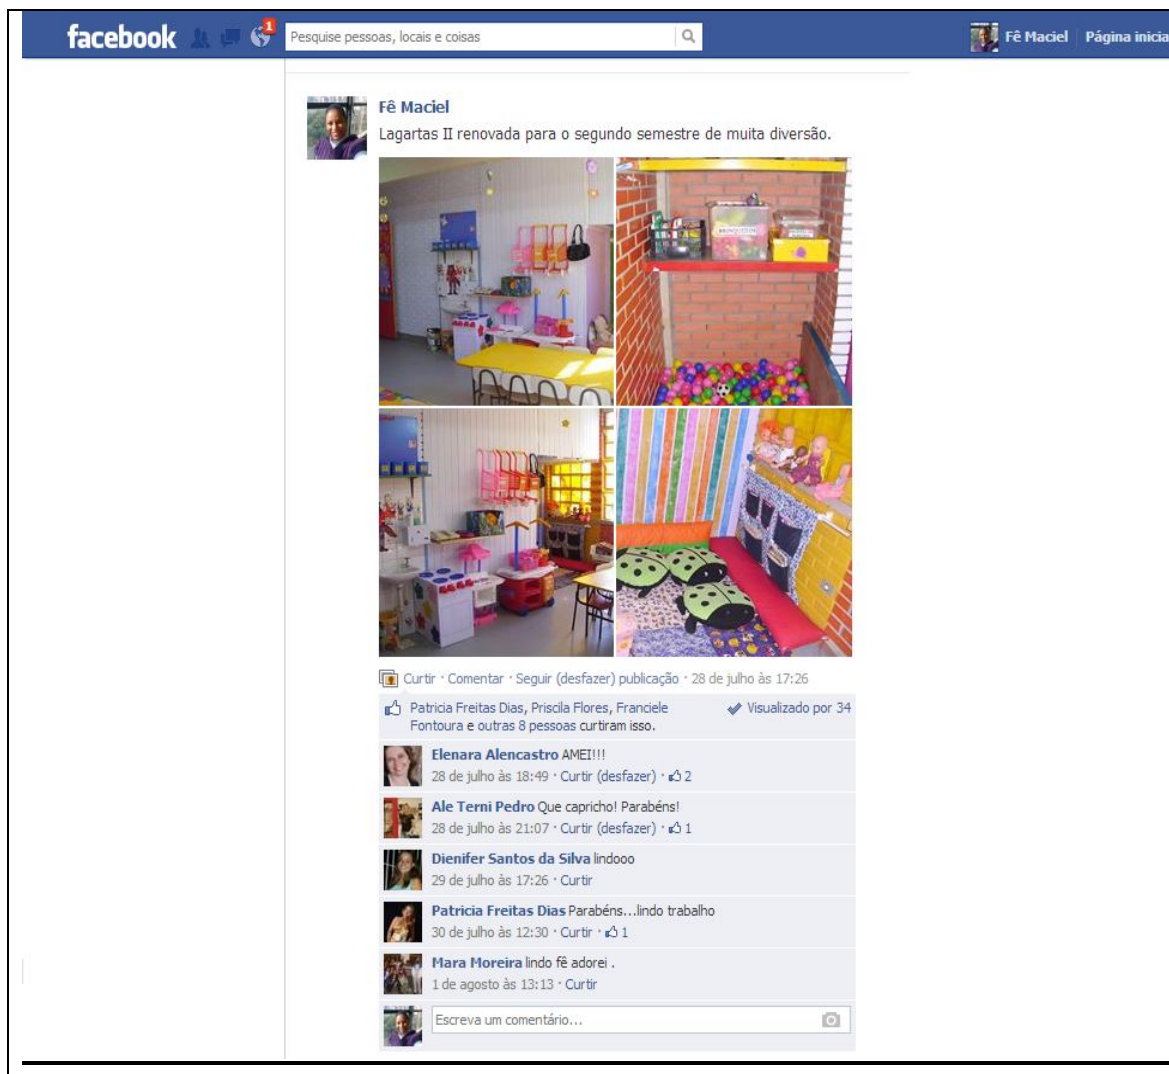 facebook
1
Pesquise pessoas, locais e coisas
Fê Maciel
Página inicia
Fê Maciel
Lagartas II renovada para o segundo semestre de muita diversão.
BRINQUEDOS
Curtir · Comentar · Seguir (desfazer) publicação · 28 de julho às 17:26
Patricia Freitas Dias, Priscila Flores, Franciele
Fontoura e outras 8 pessoas curtiram isso.
Visualizado por 34
Elenara Alencastro AMEI!!!
28 de julho às 18:49 · Curtir (desfazer) · 2
Ale Terni Pedro Que capricho! Parabéns!
28 de julho às 21:07 · Curtir (desfazer) · 1
Dienifer Santos da Silva lindooo
29 de julho às 17:26 · Curtir
Patricia Freitas Dias Parabéns...lindo trabalho
30 de julho às 12:30 · Curtir · 1
Mara Moreira lindo fê adorei .
1 de agosto às 13:13 · Curtir
Escreva um comentário...